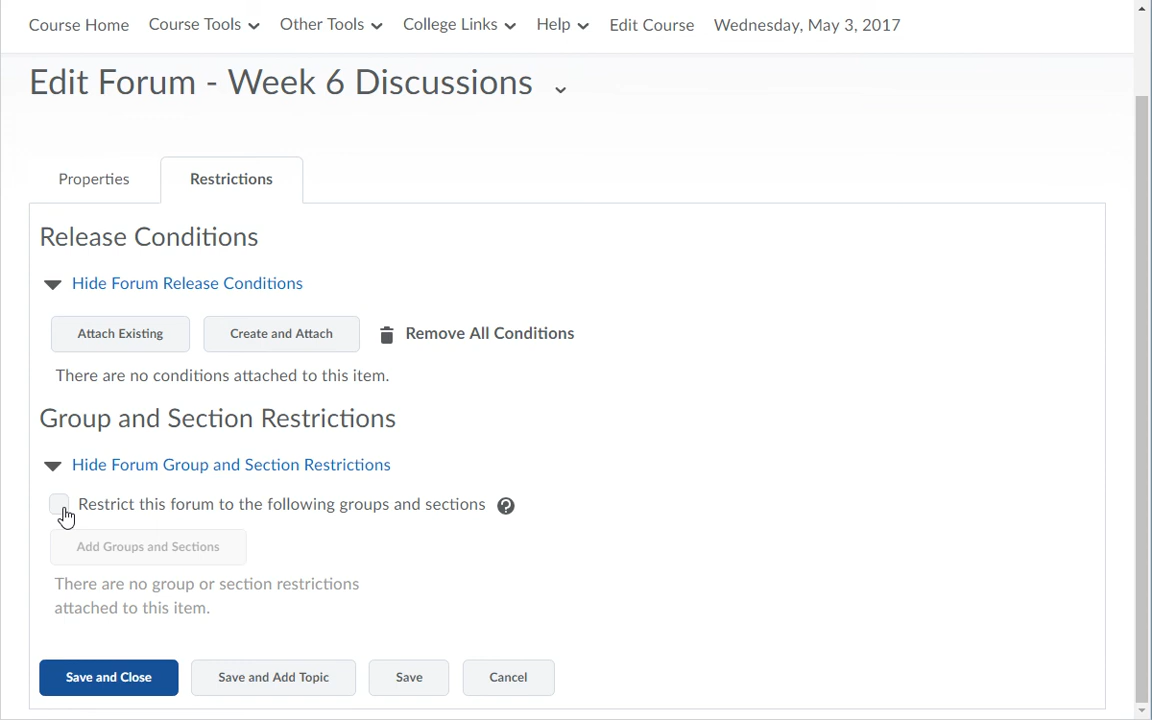 Course Home Course Tools Other Tools College Links Help Edit Course Wednesday, May 3, 2017
Edit Forum - Week 6 Discussions
Properties Restrictions
Release Conditions
Hide Forum Release Conditions
Attach Existing Create and Attach Remove All Conditions
There are no conditions attached to this item.
Group and Section Restrictions
Hide Forum Group and Section Restrictions
Restrict this forum to the following groups and sections ?
Add Groups and Sections
There are no group or section restrictions
attached to this item.
Save and Close Save and Add Topic Save Cancel